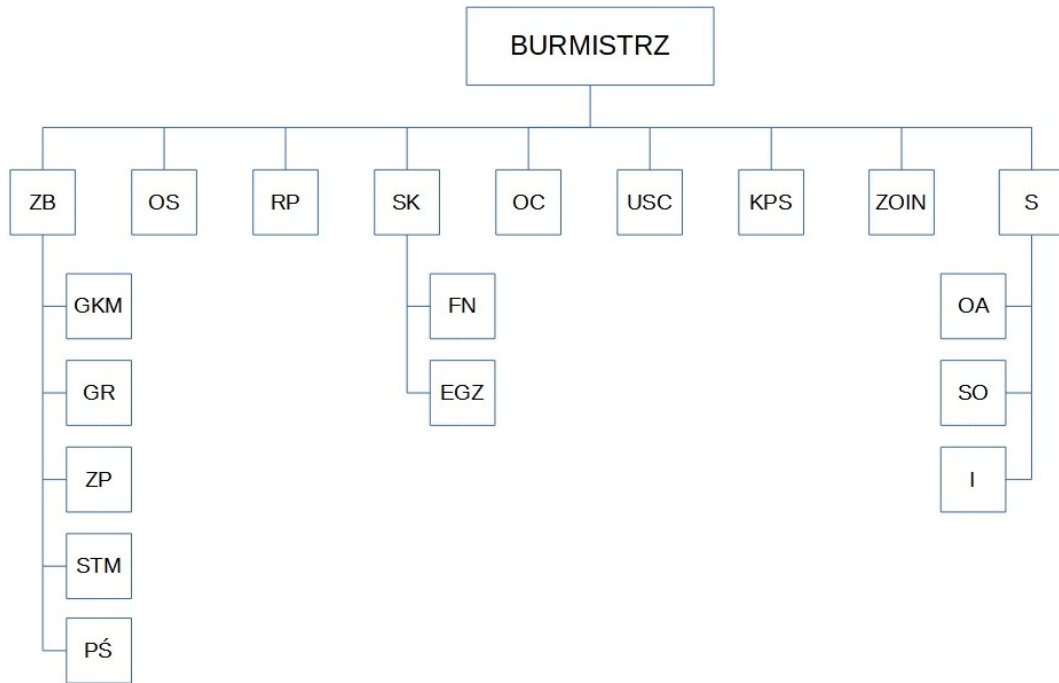 BURMISTRZ
ZB
OS
RP
SK
OC
USC
KPS
ZOIN
S
GKM
GR
ZP
STM
PŚ
FN
EGZ
OA
SO
I